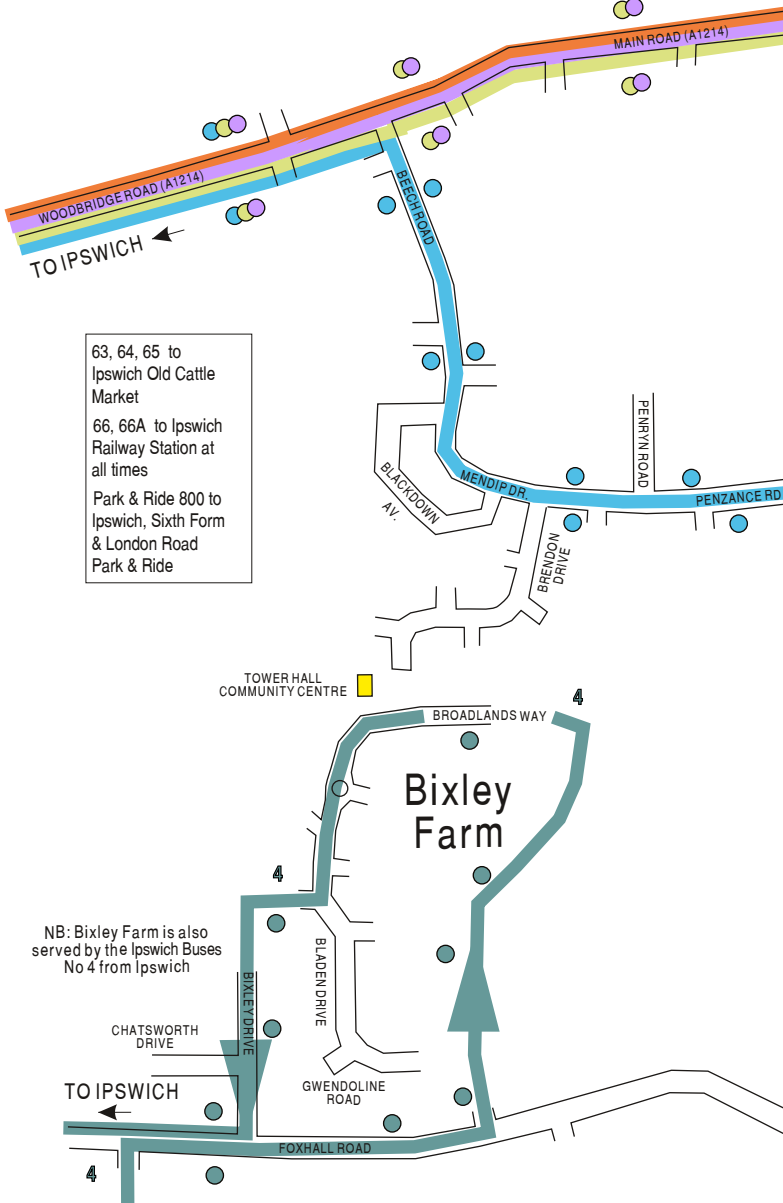 MAIN ROAD (A1214)
WOODBRIDGE ROAD (A1214)
TO IPSWICH
BEECH ROAD
63, 64, 65 to
Ipswich Old Cattle
Market
66, 66A to Ipswich
Railway Station at
all times
Park & Ride 800 to
Ipswich, Sixth Form
& London Road
Park & Ride
PENRYN ROAD
BLACKDOWN
AV.
MENDIP DR.
PENZANCE RD
BRENDON
DRIVE
TOWER HALL
COMMUNITY CENTRE
4
BROADLANDS WAY
Bixley
Farm
4
NB: Bixley Farm is also
served by the Ipswich Buses
No 4 from Ipswich
BIXLEY DRIVE
BLADEN DRIVE
CHATSWORTH
DRIVE
GWENDOLINE
ROAD
TO IPSWICH
FOXHALL ROAD
4